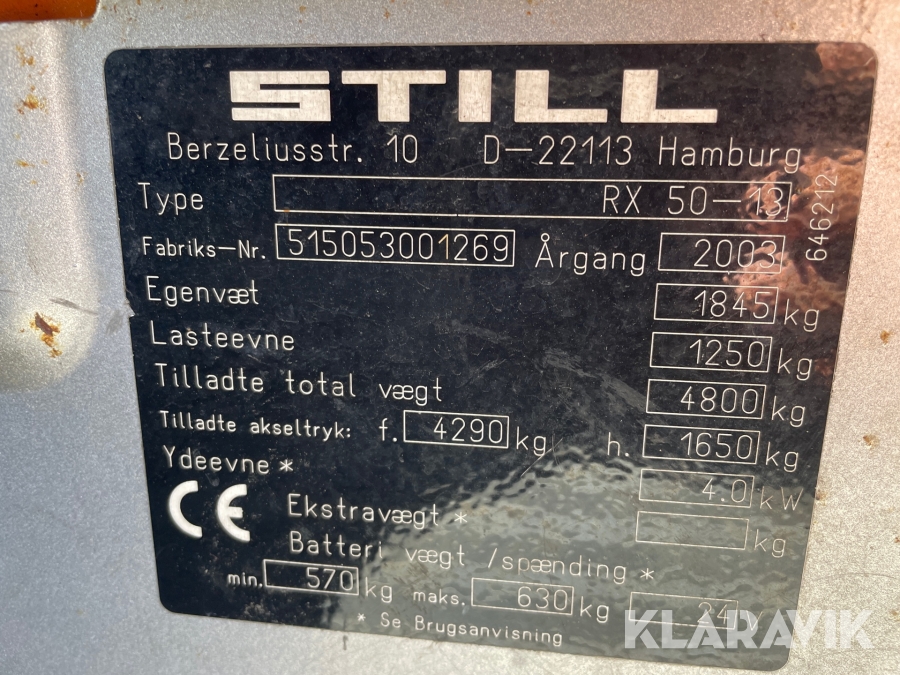 STILL
Berzeliusstr. 10 D-22113 Hamburg
Type RX 50-13
Fabriks-Nr. 515053001269 Årgang 2003
646212
Egenvæt 1845 kg
Lasteevne 1250 kg
Tilladte total vægt 4800 kg
Tilladte akseltryk: f. 4290 kg h. 1650 kg
Ydeevne * 4.0 kW
CE
Ekstravægt * kg
Batteri vægt /spænding *
min. 570 kg maks. 630 kg 24 V
* Se Brugsanvisning
KLARAVIK